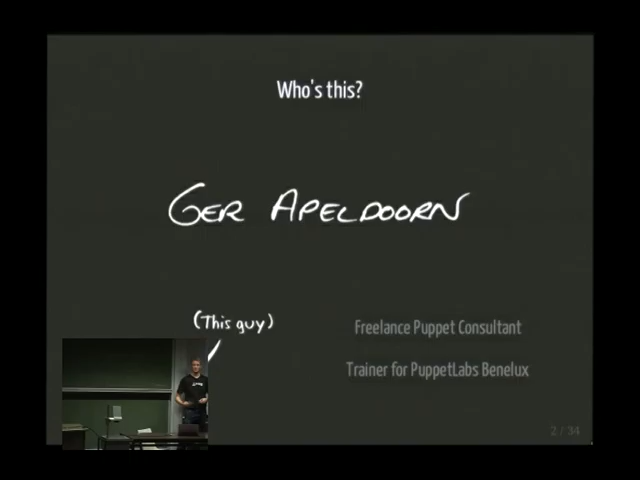 Who's this?
GER APELDOORN
(This guy)
Freelance Puppet Consultant
Trainer for PuppetLabs Benelux
2 / 34